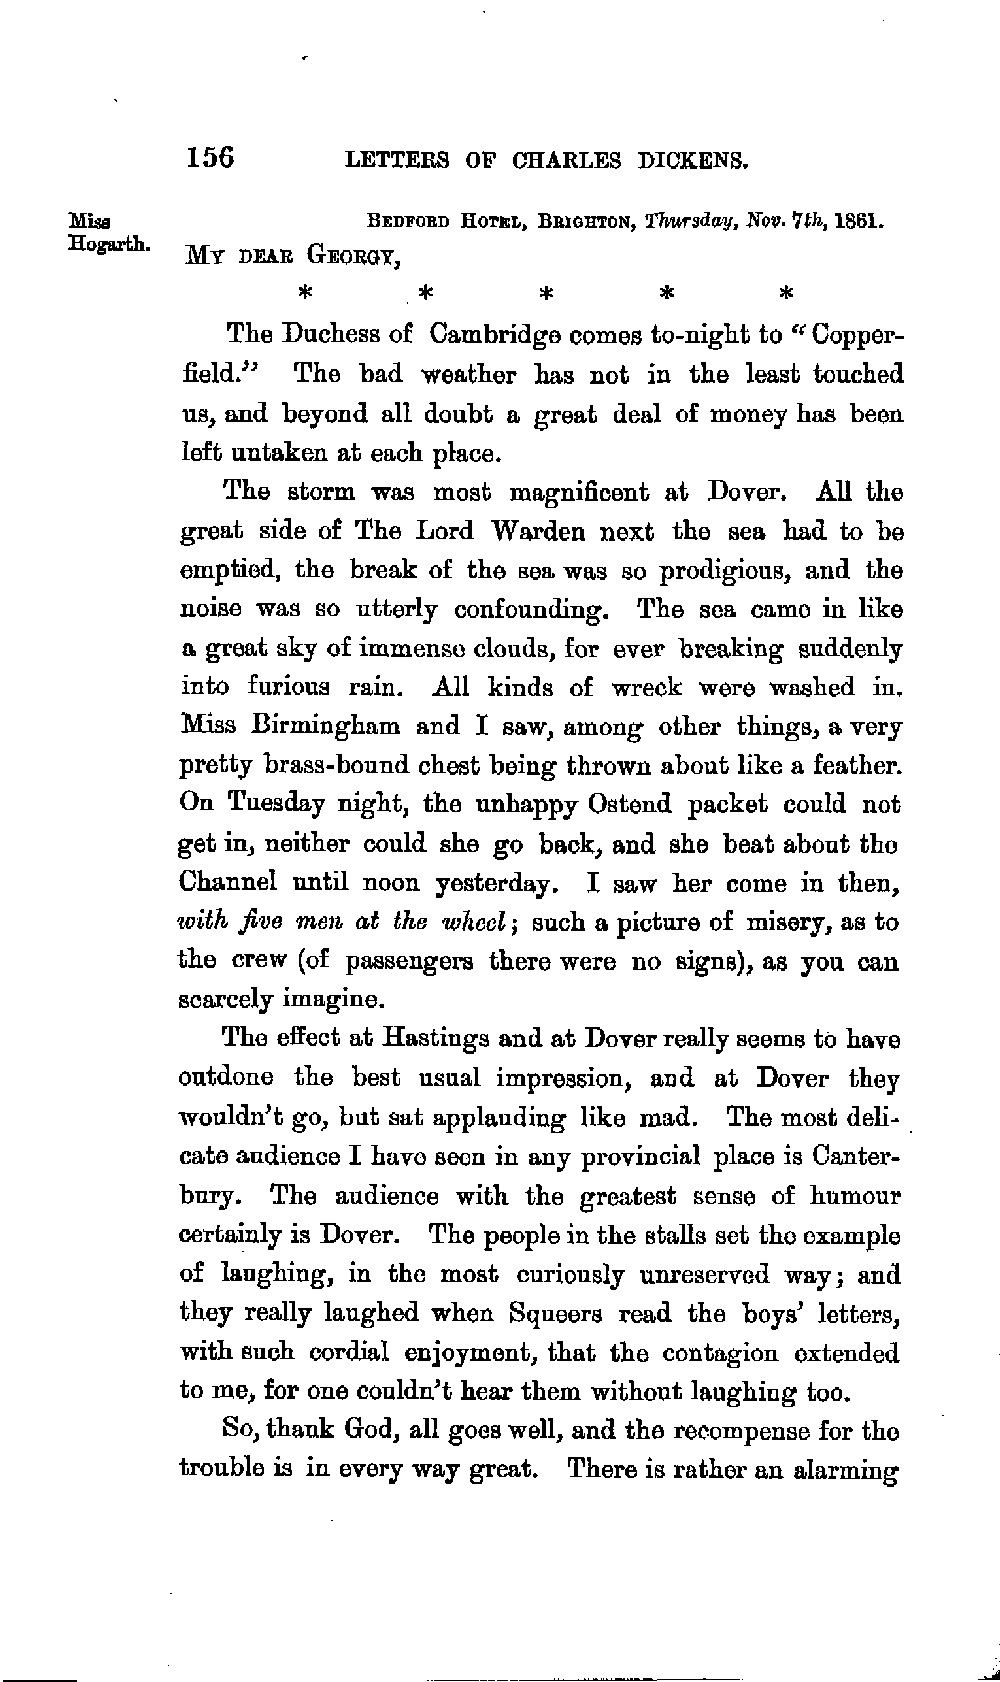 156 LETTERS OF CHARLES DICKENS.
Miss Hogarth.
BEDFORD HOTEL, BRIGHTON, Thursday, Nov. 7th, 1861.
MY DEAR GEORGY,
* * * * *
The Duchess of Cambridge comes to-night to “Copper-
field.” The bad weather has not in the least touched
us, and beyond all doubt a great deal of money has been
left untaken at each place.
The storm was most magnificent at Dover. All the
great side of The Lord Warden next the sea had to be
emptied, the break of the sea was so prodigious, and the
noise was so utterly confounding. The sea came in like
a great sky of immense clouds, for ever breaking suddenly
into furious rain. All kinds of wreck were washed in.
Miss Birmingham and I saw, among other things, a very
pretty brass-bound chest being thrown about like a feather.
On Tuesday night, the unhappy Ostend packet could not
get in, neither could she go back, and she beat about the
Channel until noon yesterday. I saw her come in then,
with five men at the wheel; such a picture of misery, as to
the crew (of passengers there were no signs), as you can
scarcely imagine.
The effect at Hastings and at Dover really seems to have
outdone the best usual impression, and at Dover they
wouldn’t go, but sat applauding like mad. The most deli-
cate audience I have seen in any provincial place is Canter-
bury. The audience with the greatest sense of humour
certainly is Dover. The people in the stalls set the example
of laughing, in the most curiously unreserved way; and
they really laughed when Squeers read the boys’ letters,
with such cordial enjoyment, that the contagion extended
to me, for one couldn’t hear them without laughing too.
So, thank God, all goes well, and the recompense for the
trouble is in every way great. There is rather an alarming